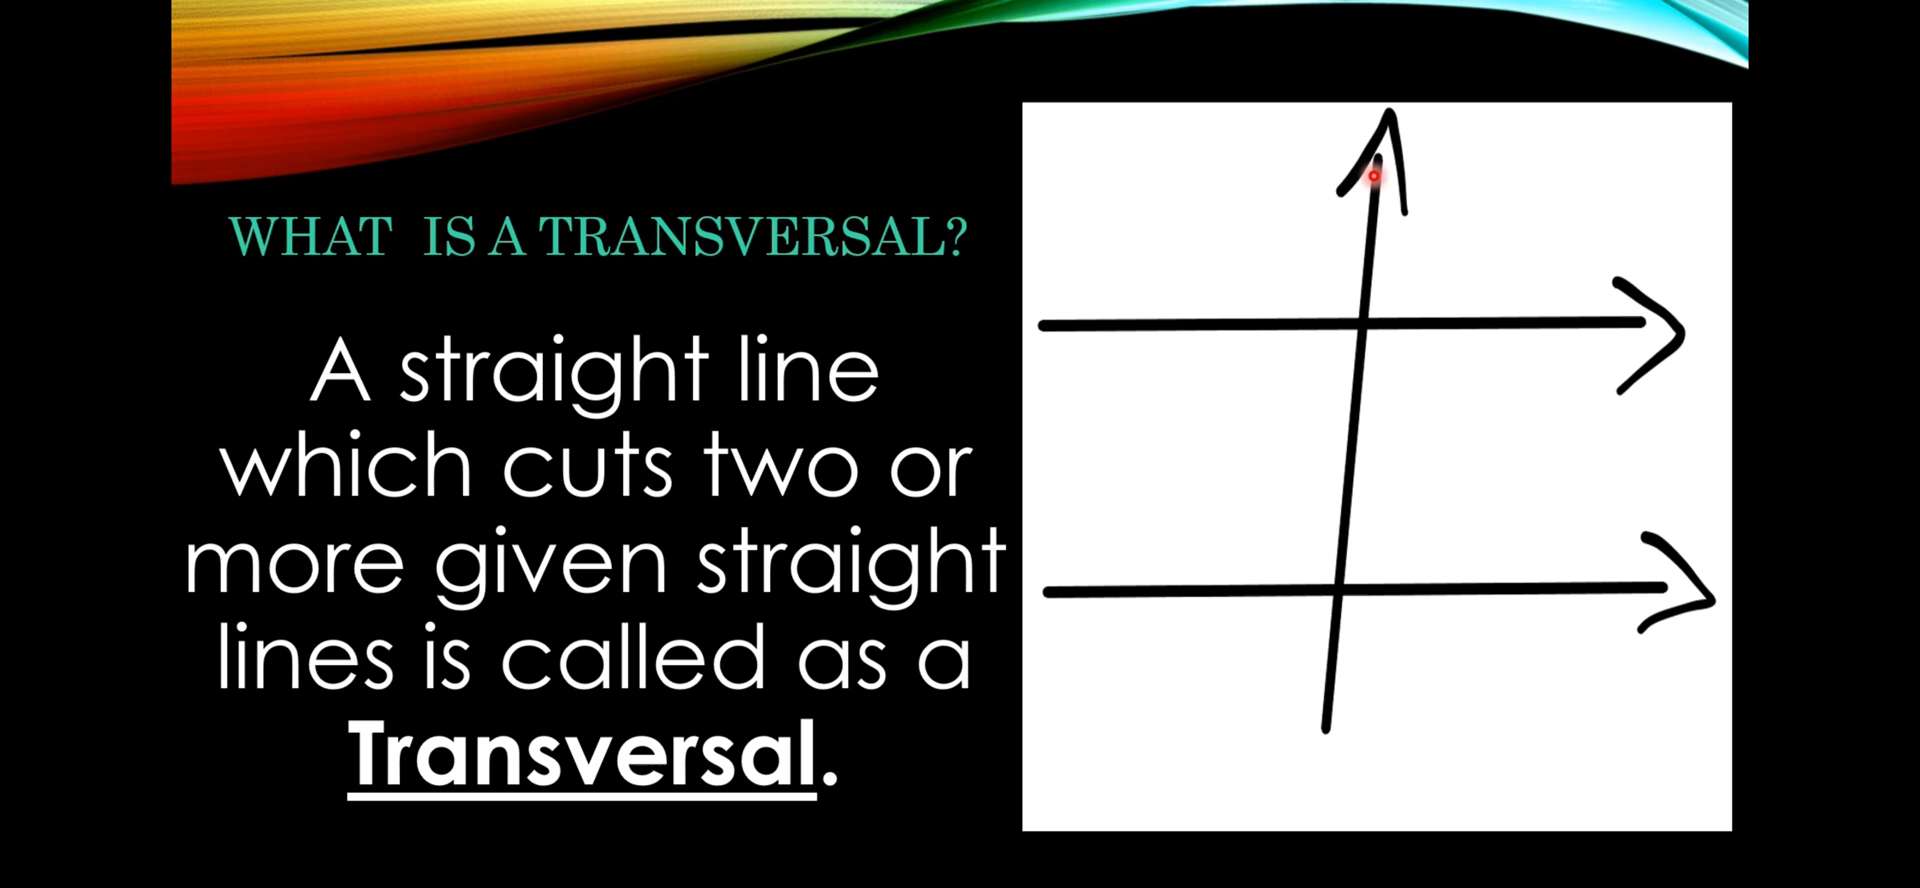 WHAT IS A TRANSVERSAL?
A straight line
which cuts two or
more given straight
lines is called as a
Transversal.